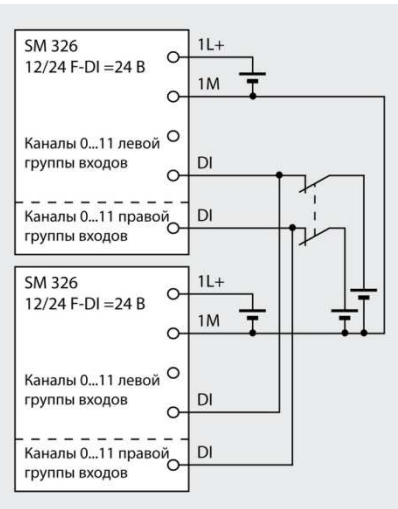 SM 326
12/24 F-DI =24 В
1L+
1M
Каналы 0...11 левой
группы входов
DI
Каналы 0...11 правой
группы входов
DI
SM 326
12/24 F-DI =24 В
1L+
1M
Каналы 0...11 левой
группы входов
DI
Каналы 0...11 правой
группы входов
DI